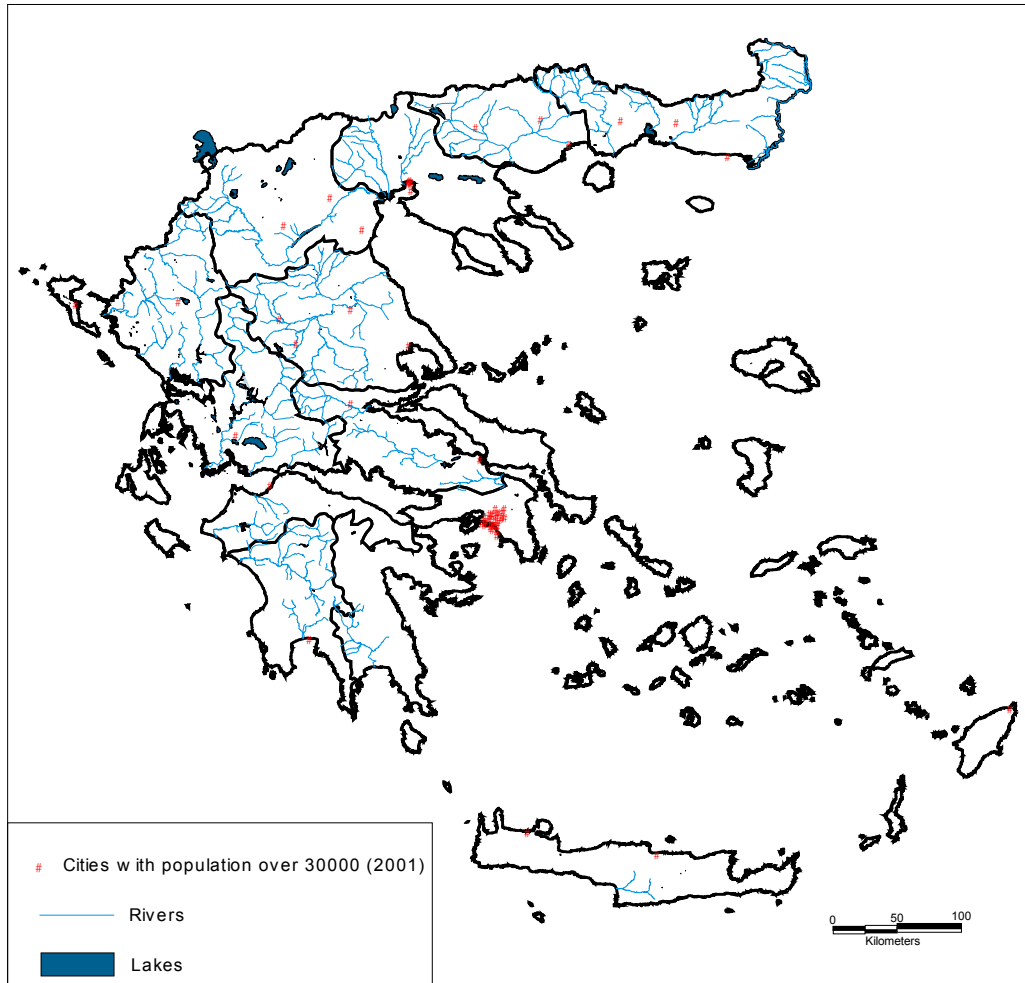 # Cities w ith population over 30000 (2001)
Rivers
Lakes
0 50 100
Kilometers